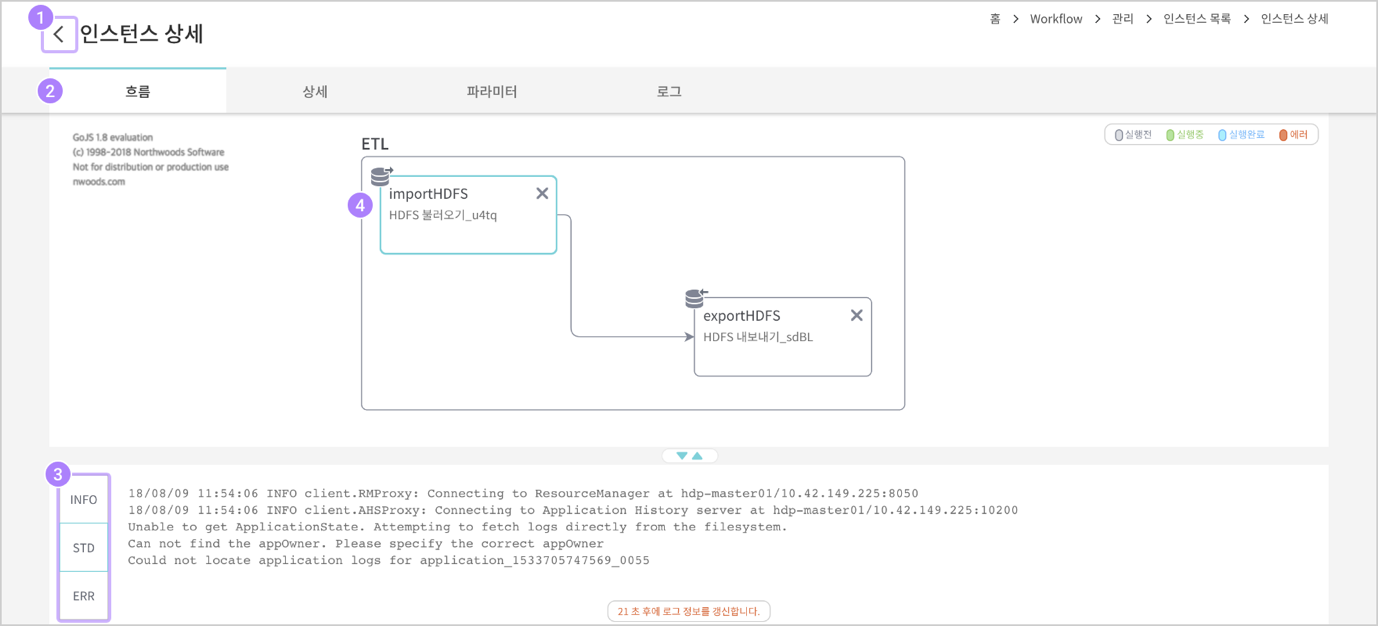 1
인스턴스 상세
홈 > Workflow > 관리 > 인스턴스 목록 > 인스턴스 상세
2
흐름
상세
파라미터
로그
GoJS 1.8 evaluation
(c) 1998-2018 Northwoods Software
Not for distribution or production use
nwoods.com
실행전 실행중 실행완료 에러
ETL
4
importHDFS
HDFS 불러오기_u4tq
exportHDFS
HDFS 내보내기_sdBL
3
INFO
STD
ERR
18/08/09 11:54:06 INFO client.RMProxy: Connecting to ResourceManager at hdp-master01/10.42.149.225:8050
18/08/09 11:54:06 INFO client.AHSProxy: Connecting to Application History server at hdp-master01/10.42.149.225:10200
Unable to get ApplicationState. Attempting to fetch logs directly from the filesystem.
Can not find the appOwner. Please specify the correct appOwner
Could not locate application logs for application_1533705747569_0055
21 초 후에 로그 정보를 갱신합니다.